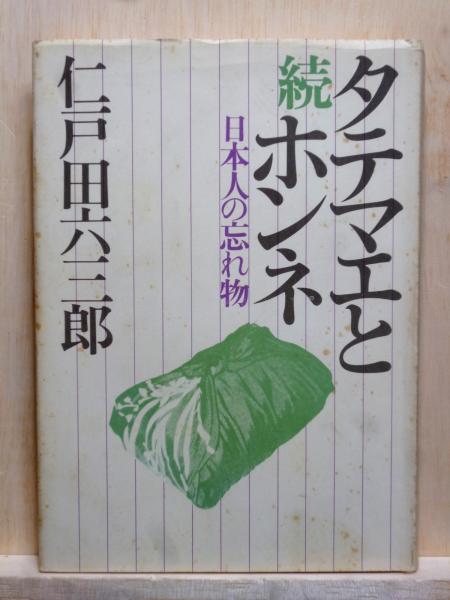 タテマエと
続
ホンネ
日本人の忘れ物
仁戸田六三郎